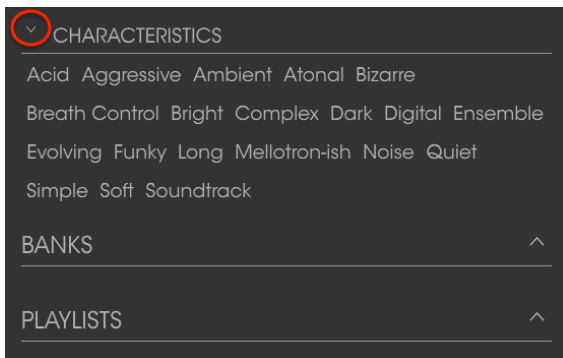 CHARACTERISTICS
Acid Aggressive Ambient Atonal Bizarre
Breath Control Bright Complex Dark Digital Ensemble
Evolving Funky Long Mellotron-ish Noise Quiet
Simple Soft Soundtrack
BANKS
PLAYLISTS